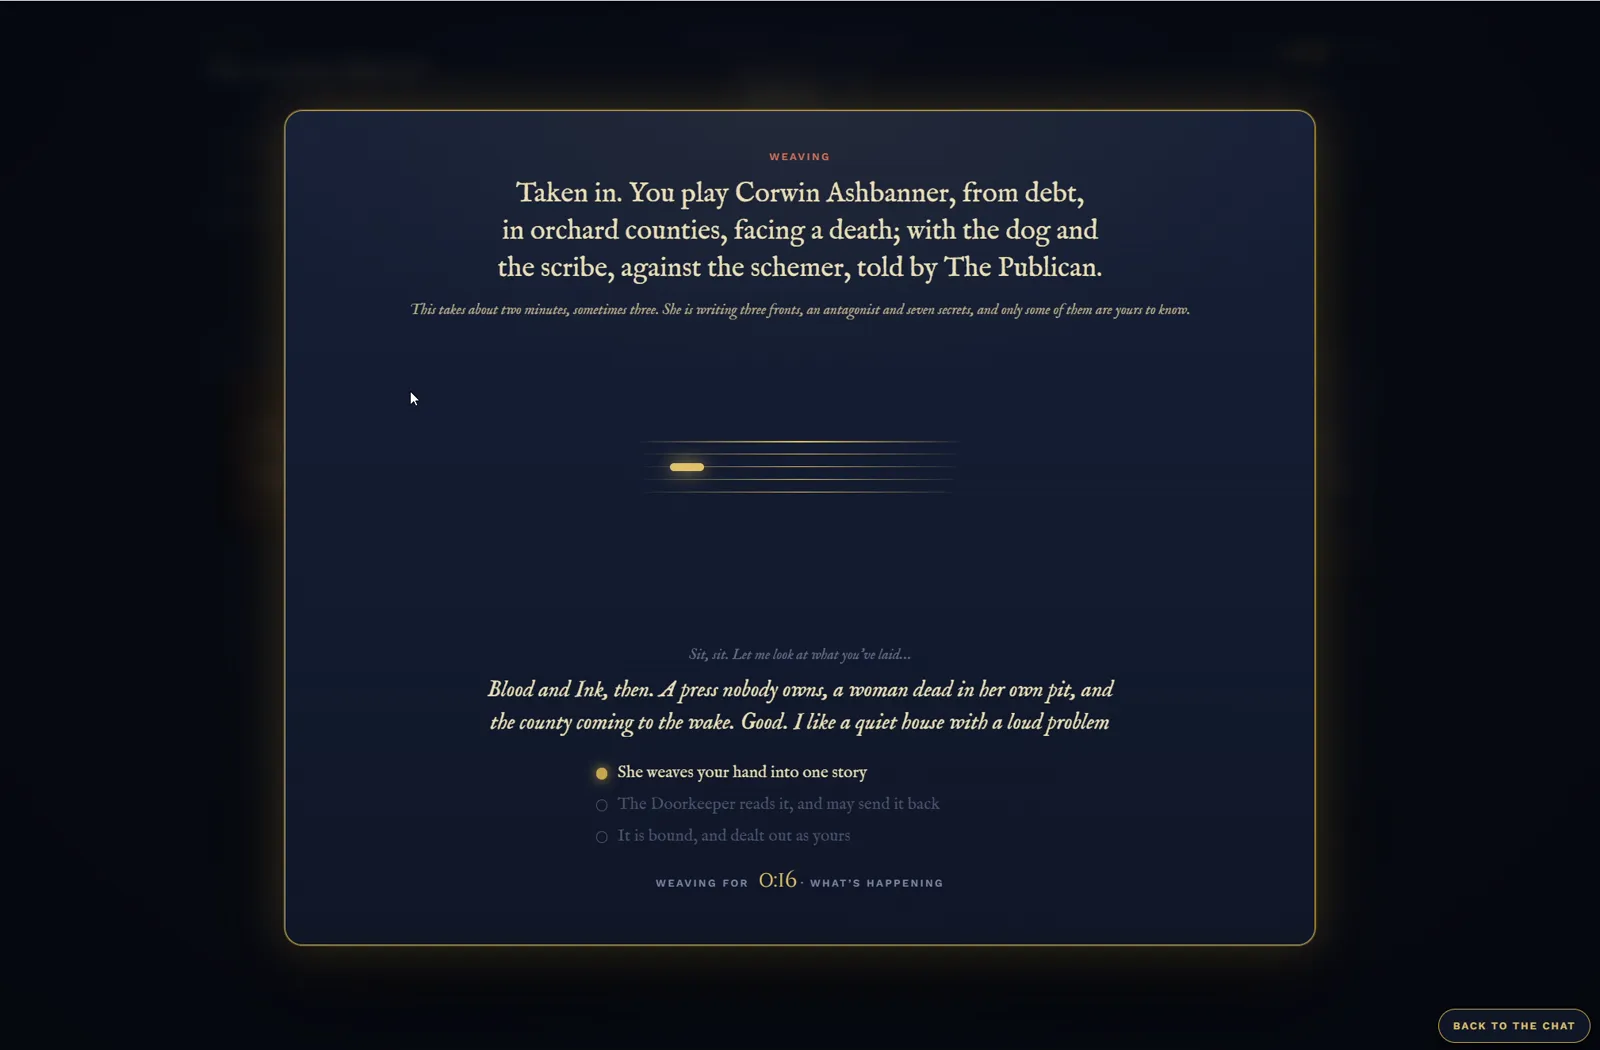 WEAVING
Taken in. You play Corwin Ashbanner, from debt,
in orchard counties, facing a death; with the dog and
the scribe, against the schemer, told by The Publican.
This takes about two minutes, sometimes three. She is writing three fronts, an antagonist and seven secrets, and only some of them are yours to know.
Sit, sit. Let me look at what you've laid...
Blood and Ink, then. A press nobody owns, a woman dead in her own pit, and
the county coming to the wake. Good. I like a quiet house with a loud problem
She weaves your hand into one story
The Doorkeeper reads it, and may send it back
It is bound, and dealt out as yours
WEAVING FOR 0:16 · WHAT'S HAPPENING
BACK TO THE CHAT